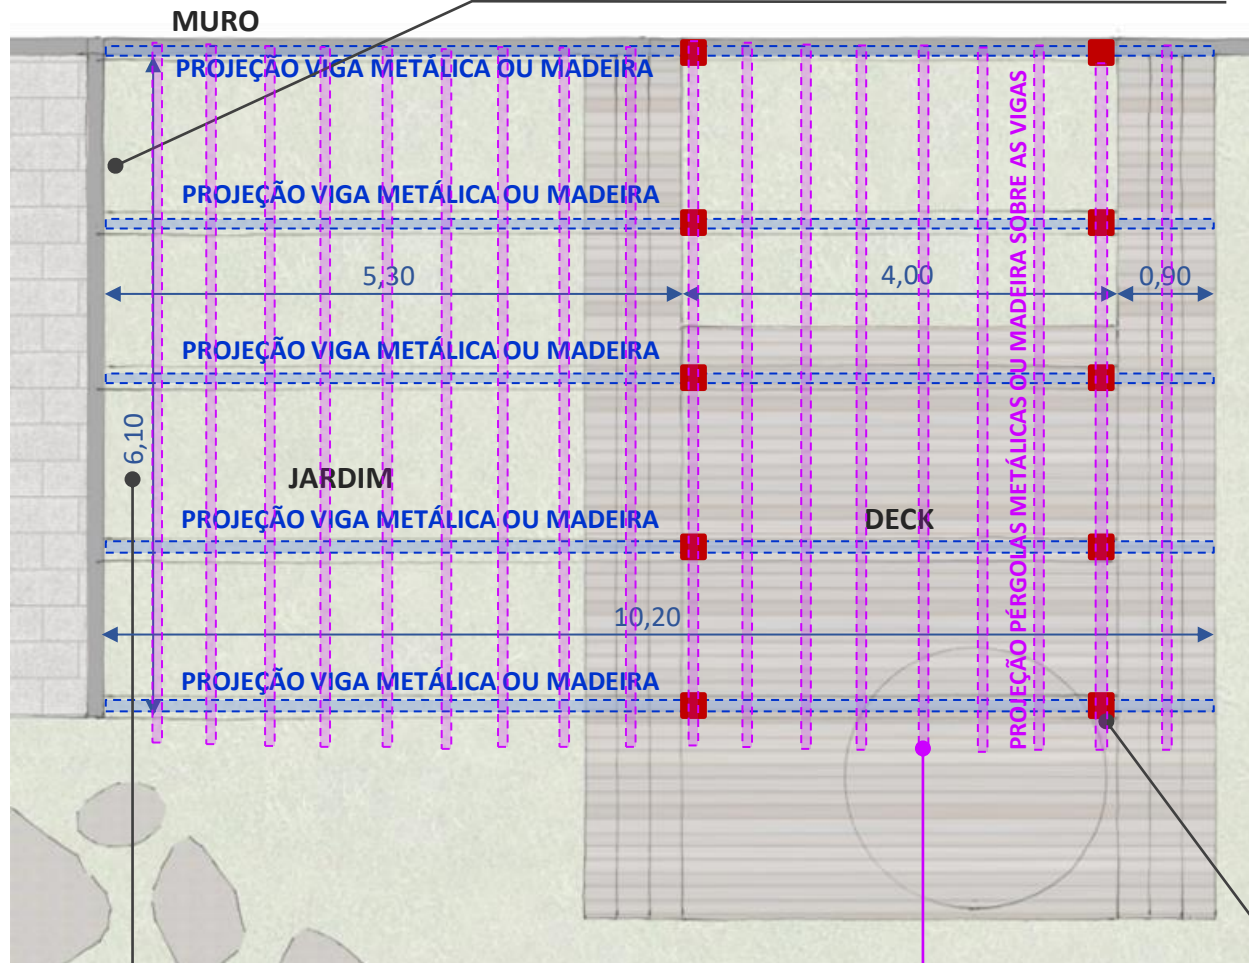 MURO
PROJEÇÃO VIGA METÁLICA OU MADEIRA
PROJEÇÃO VIGA METÁLICA OU MADEIRA
5,30
4,00
0,90
PROJEÇÃO VIGA METÁLICA OU MADEIRA
6,10
JARDIM
PROJEÇÃO VIGA METÁLICA OU MADEIRA
DECK
PROJEÇÃO PÉRGOLAS METÁLICAS OU MADEIRA SOBRE AS VIGAS
10,20
PROJEÇÃO VIGA METÁLICA OU MADEIRA